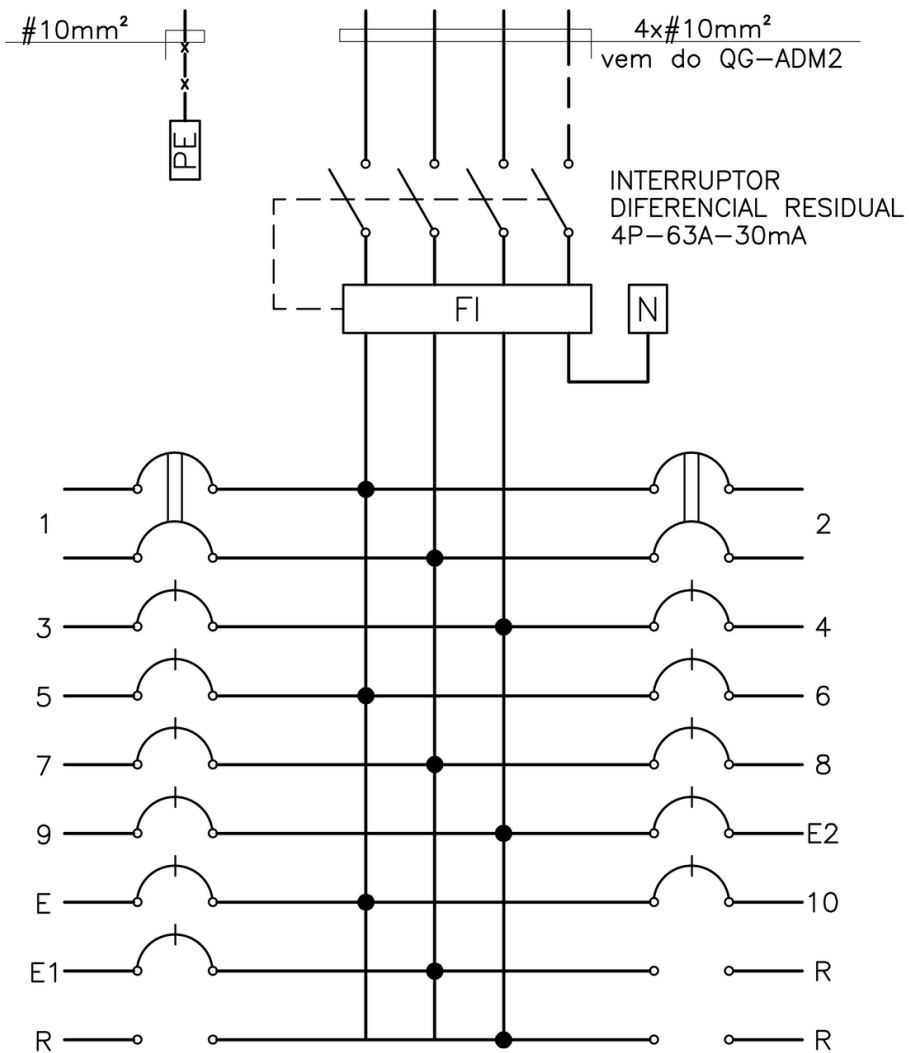 #10mm²
4x#10mm²
vem do QG-ADM2
PE
INTERRUPTOR
DIFERENCIAL RESIDUAL
4P-63A-30mA
FI
N
1
2
3
4
5
6
7
8
9
E2
E
10
E1
R
R
R